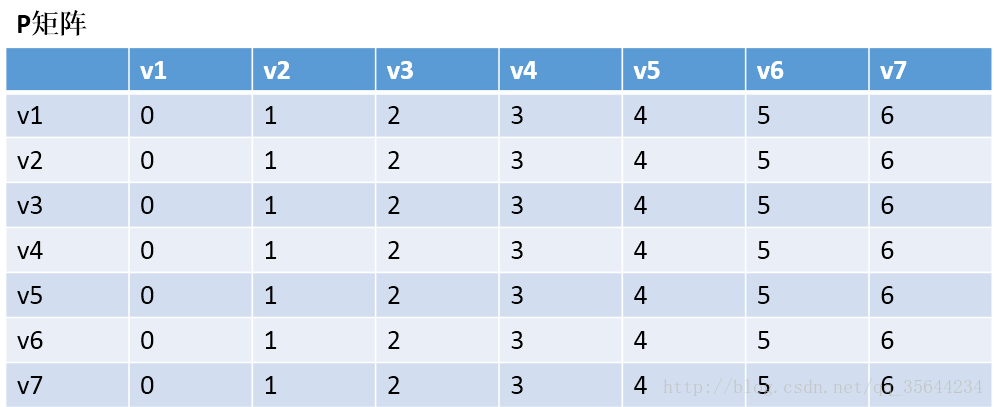 P矩阵
v1 v2 v3 v4 v5 v6 v7
v1 0 1 2 3 4 5 6
v2 0 1 2 3 4 5 6
v3 0 1 2 3 4 5 6
v4 0 1 2 3 4 5 6
v5 0 1 2 3 4 5 6
v6 0 1 2 3 4 5 6
v7 0 1 2 3 4 5 6
http://blog.csdn.net/qq_35644234